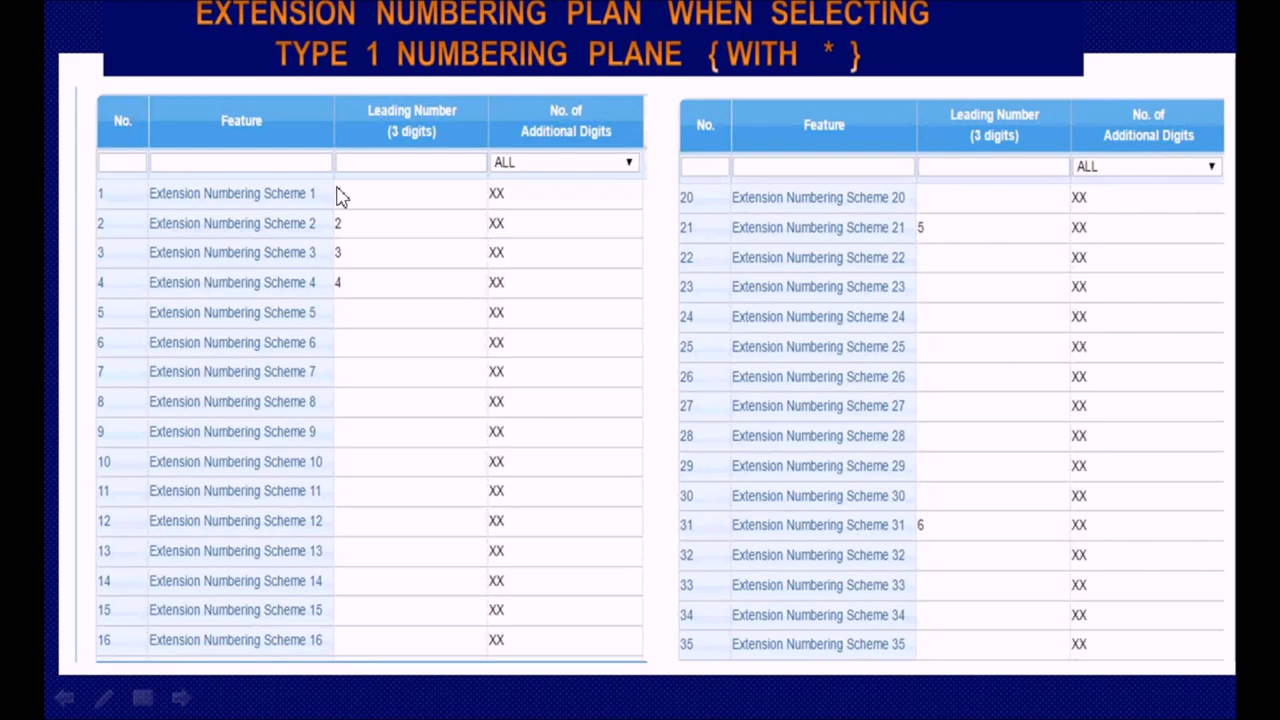 EXTENSION NUMBERING PLAN WHEN SELECTING
TYPE 1 NUMBERING PLANE { WITH * }
No. Feature Leading Number (3 digits) No. of Additional Digits
ALL
1 Extension Numbering Scheme 1 XX
2 Extension Numbering Scheme 2 2 XX
3 Extension Numbering Scheme 3 3 XX
4 Extension Numbering Scheme 4 4 XX
5 Extension Numbering Scheme 5 XX
6 Extension Numbering Scheme 6 XX
7 Extension Numbering Scheme 7 XX
8 Extension Numbering Scheme 8 XX
9 Extension Numbering Scheme 9 XX
10 Extension Numbering Scheme 10 XX
11 Extension Numbering Scheme 11 XX
12 Extension Numbering Scheme 12 XX
13 Extension Numbering Scheme 13 XX
14 Extension Numbering Scheme 14 XX
15 Extension Numbering Scheme 15 XX
16 Extension Numbering Scheme 16 XX
No. Feature Leading Number (3 digits) No. of Additional Digits
ALL
20 Extension Numbering Scheme 20 XX
21 Extension Numbering Scheme 21 5 XX
22 Extension Numbering Scheme 22 XX
23 Extension Numbering Scheme 23 XX
24 Extension Numbering Scheme 24 XX
25 Extension Numbering Scheme 25 XX
26 Extension Numbering Scheme 26 XX
27 Extension Numbering Scheme 27 XX
28 Extension Numbering Scheme 28 XX
29 Extension Numbering Scheme 29 XX
30 Extension Numbering Scheme 30 XX
31 Extension Numbering Scheme 31 6 XX
32 Extension Numbering Scheme 32 XX
33 Extension Numbering Scheme 33 XX
34 Extension Numbering Scheme 34 XX
35 Extension Numbering Scheme 35 XX